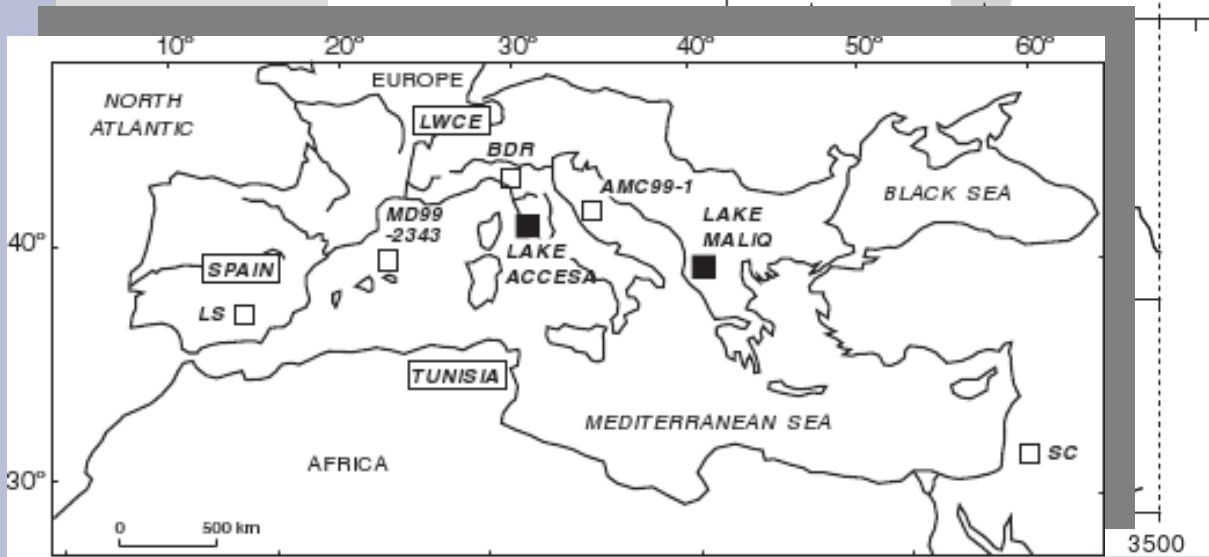 10° 20° 30° 40° 50° 60°
EUROPE
NORTH
ATLANTIC
LWCE
BDR
AMC99-1
BLACK SEA
MD99
-2343
LAKE
MALIQ
40°
LAKE
ACCESA
SPAIN
LS
TUNISIA
MEDITERRANEAN SEA
AFRICA
SC
30°
0 500 km
3500